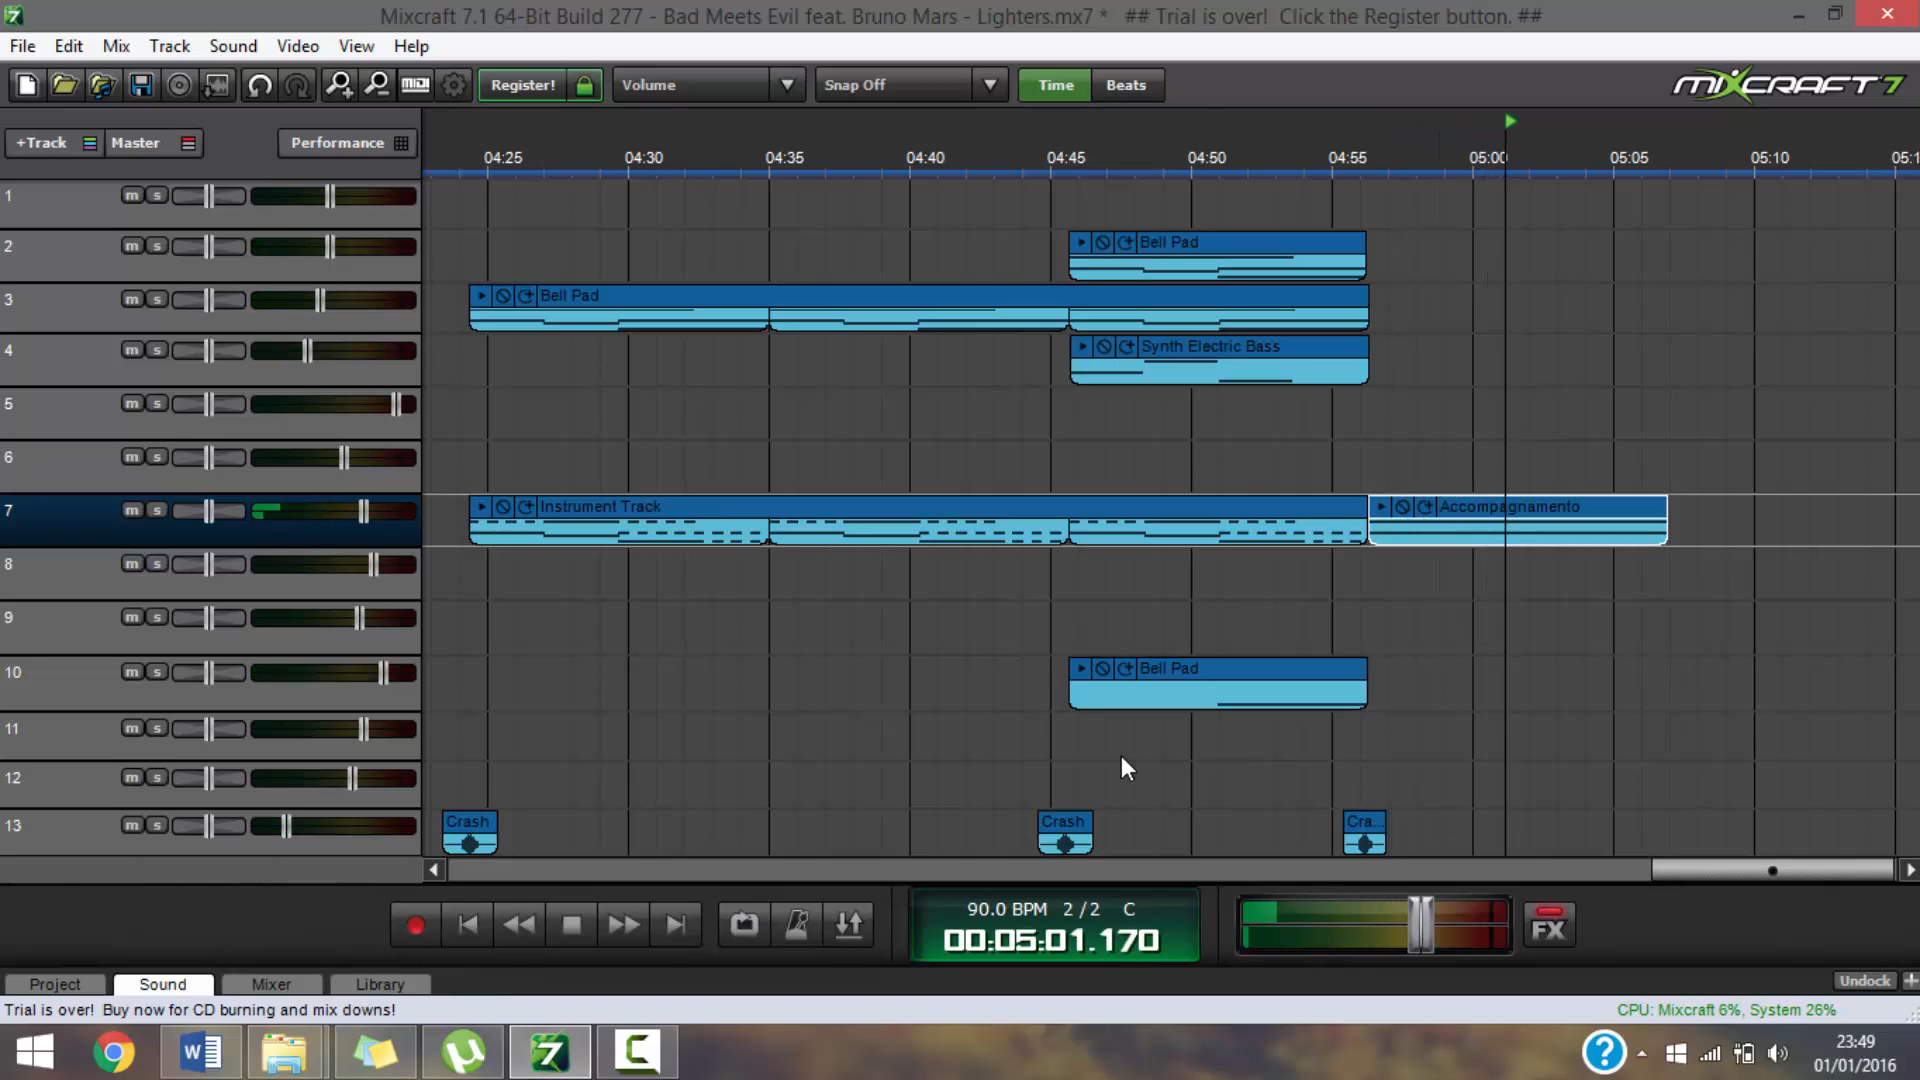 Mixcraft 7.1 64-Bit Build 277 - Bad Meets Evil feat. Bruno Mars - Lighters.mx7 * ## Trial is over! Click the Register button. ##
File Edit Mix Track Sound Video View Help
Register! Volume Snap Off Time Beats MIXCRAFT 7
+Track Master Performance
04:25 04:30 04:35 04:40 04:45 04:50 04:55 05:00 05:05 05:10 05:1
1 m s
2 m s Bell Pad
3 m s Bell Pad
4 m s Synth Electric Bass
5 m s
6 m s
7 m s Instrument Track Accompagnamento
8 m s
9 m s
10 m s Bell Pad
11 m s
12 m s
13 m s Crash Crash Cra...
90.0 BPM 2/2 C
00:05:01.170
FX
Project Sound Mixer Library Undock
Trial is over! Buy now for CD burning and mix downs! CPU: Mixcraft 6%, System 26%
23:49
01/01/2016